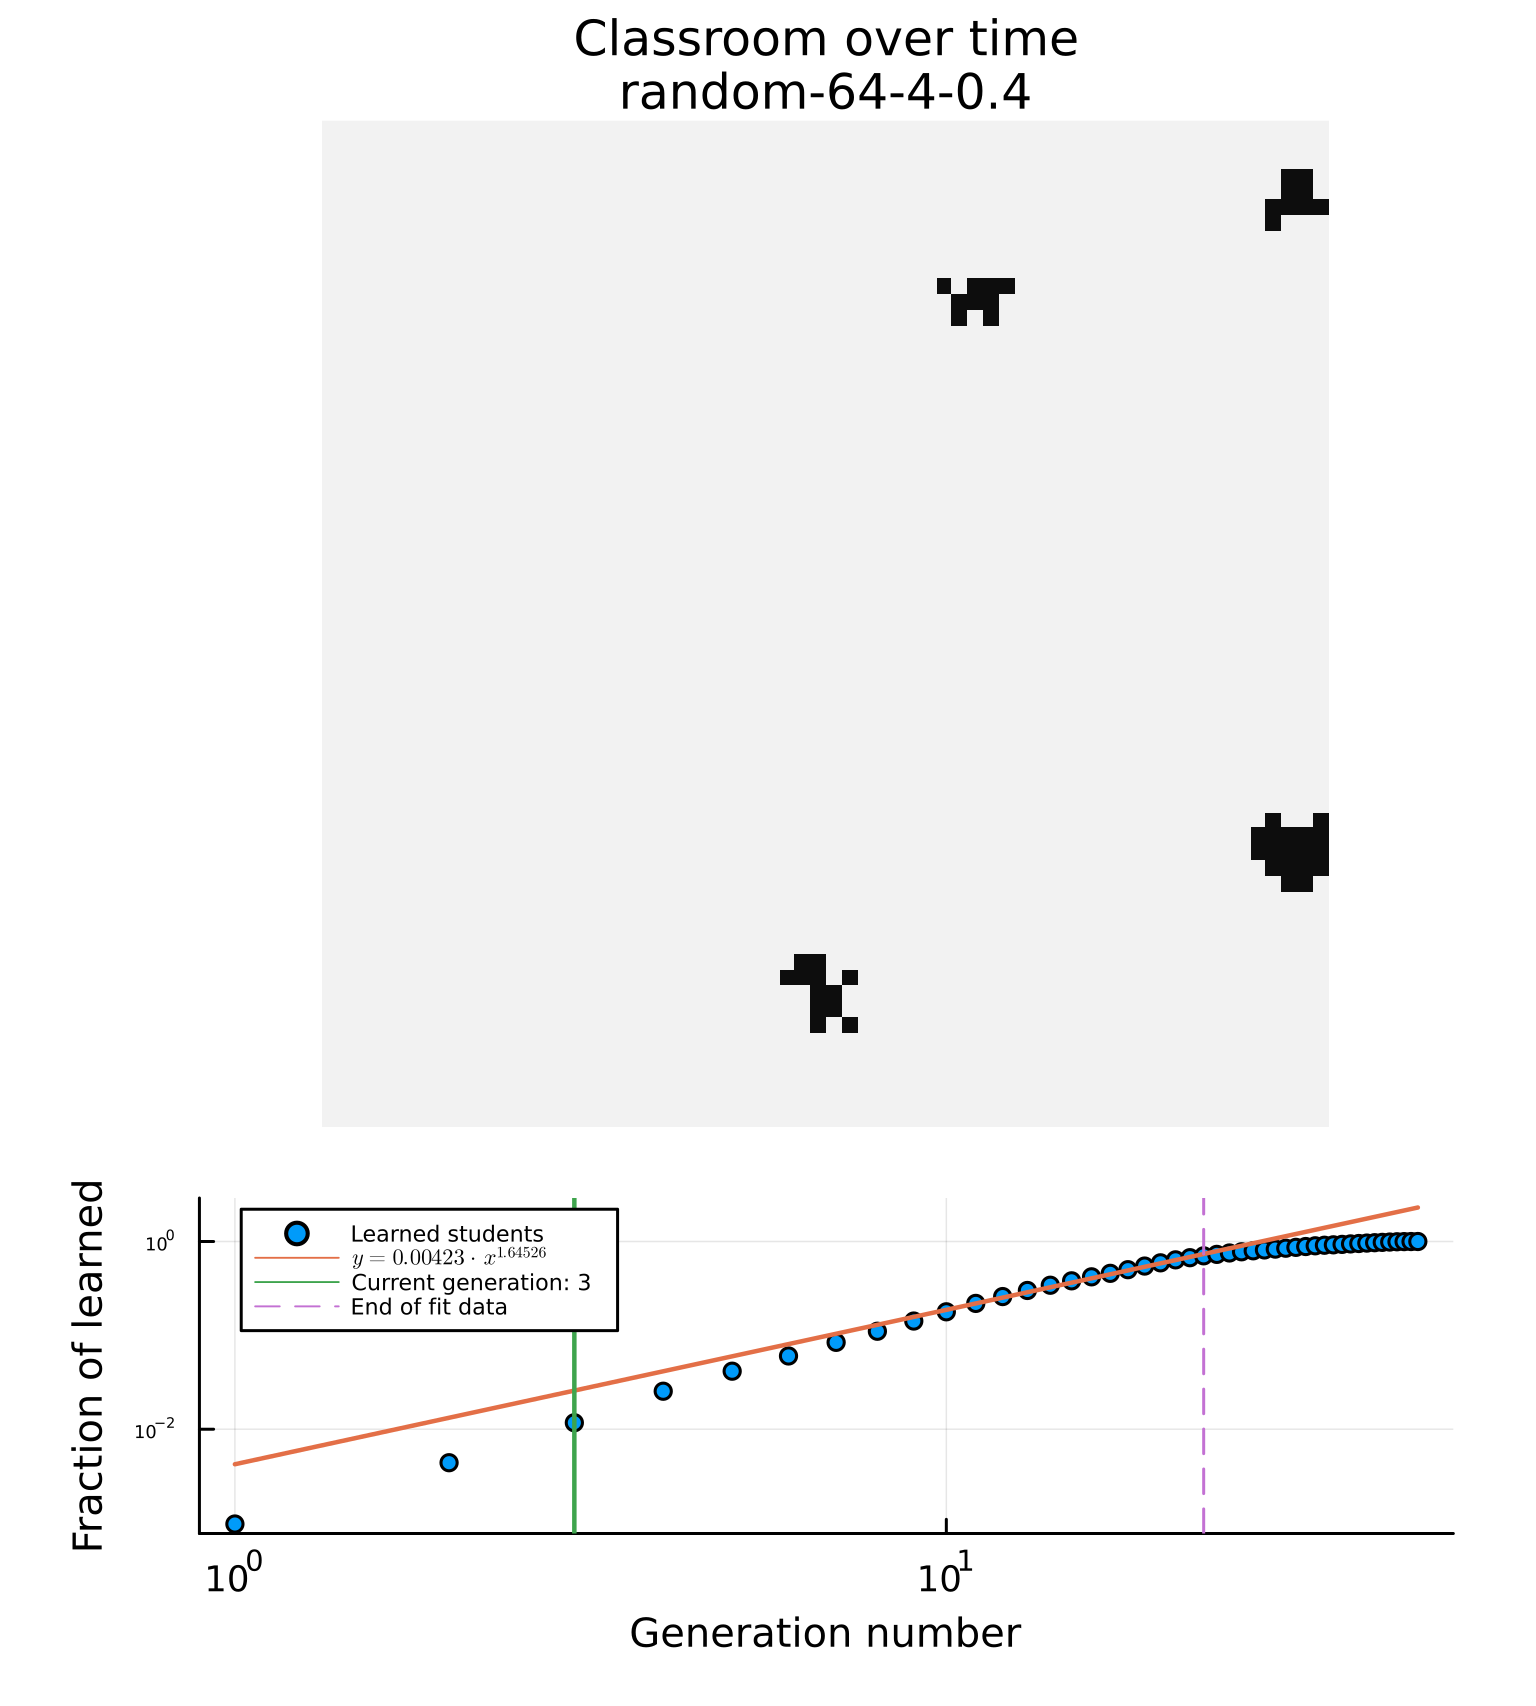 Classroom over time
random-64-4-0.4
Fraction of learned
10⁰
10⁻²
Learned students
y = 0.00423 · x^1.64526
Current generation: 3
End of fit data
10⁰
10¹
Generation number